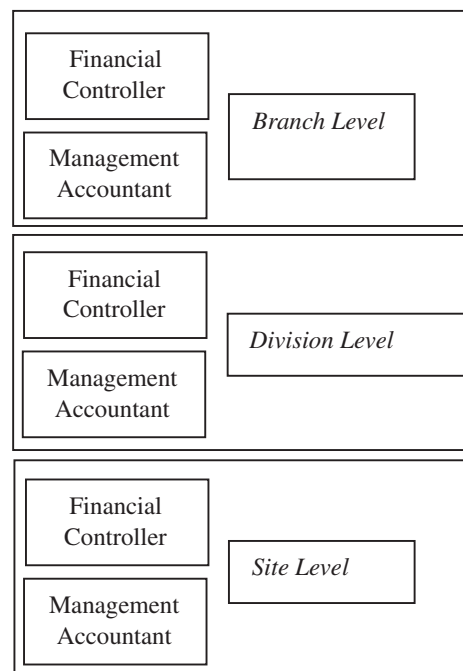 Financial
Controller
Branch Level
Management
Accountant
Financial
Controller
Division Level
Management
Accountant
Financial
Controller
Site Level
Management
Accountant